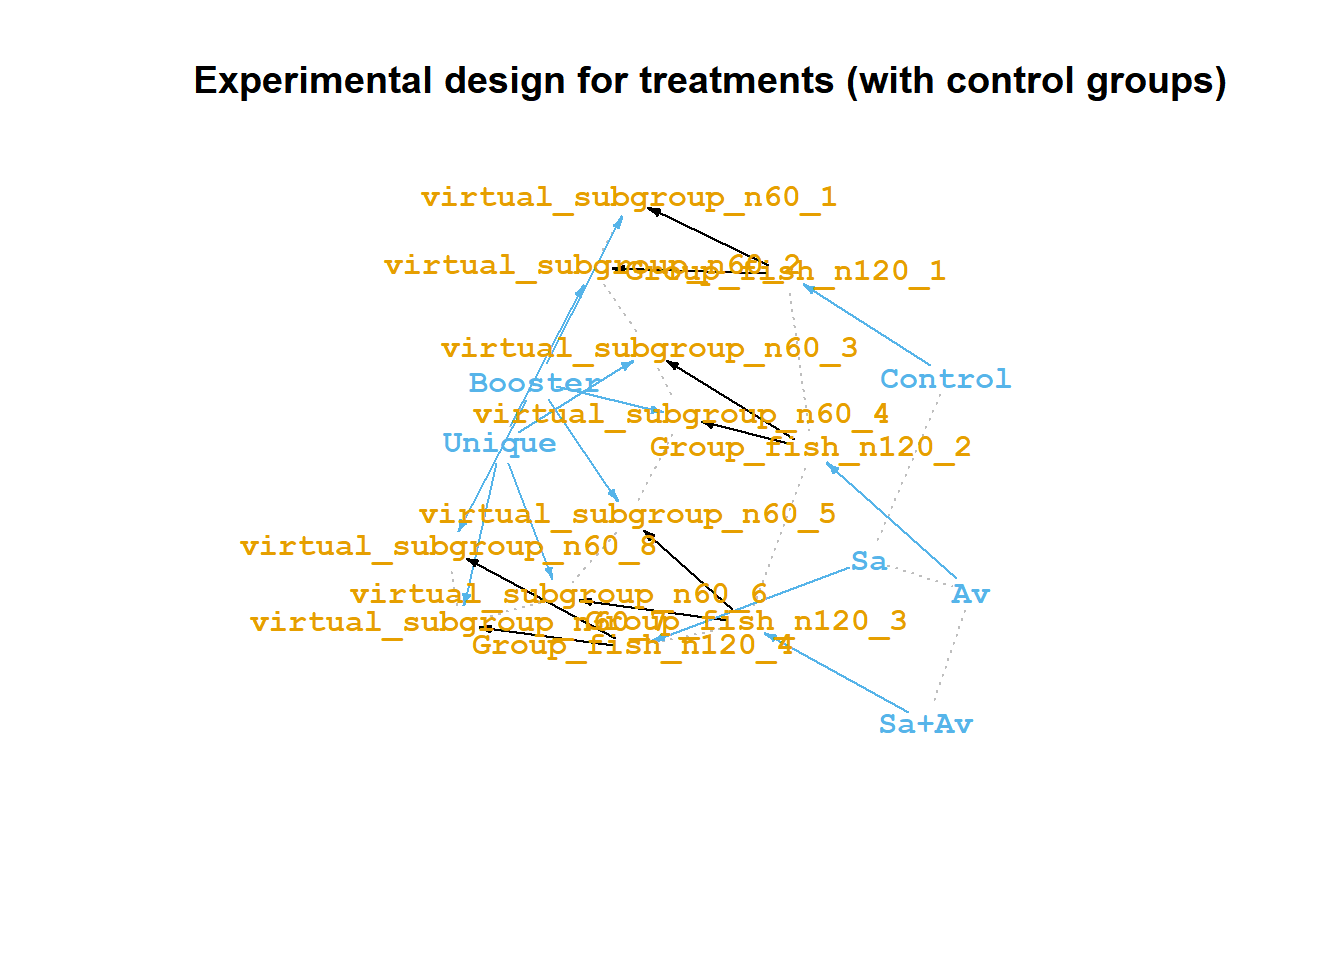 Experimental design for treatments (with control groups)
virtual_subgroup_n60_1
virtual_subgroup_n60_2
Group_fish_n120_1
virtual_subgroup_n60_3
Control
Booster
virtual_subgroup_n60_4
Unique
Group_fish_n120_2
virtual_subgroup_n60_5
virtual_subgroup_n60_8
Sa
virtual_subgroup_n60_6
Av
virtual_subgroup_n60_7
Group_fish_n120_3
Group_fish_n120_4
Sa+Av